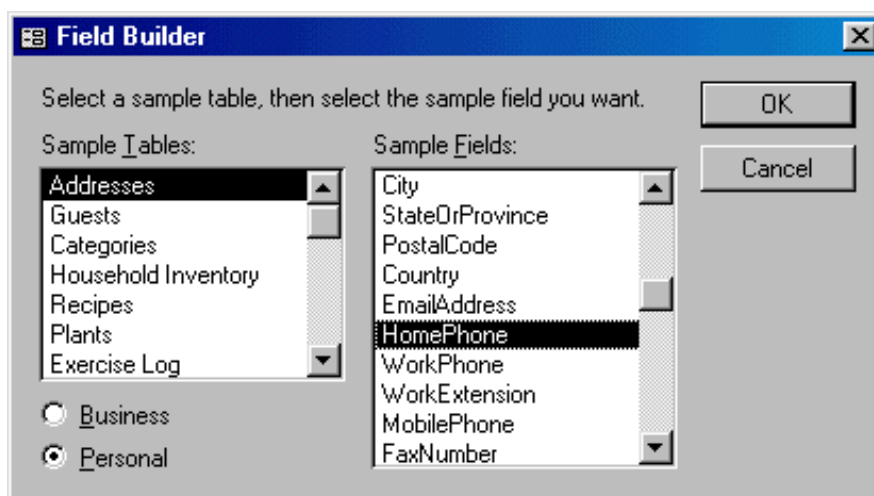 Field Builder
Select a sample table, then select the sample field you want.
OK
Cancel
Sample Tables:
Addresses
Guests
Categories
Household Inventory
Recipes
Plants
Exercise Log
Business
Personal
Sample Fields:
City
StateOrProvince
PostalCode
Country
EmailAddress
HomePhone
WorkPhone
WorkExtension
MobilePhone
FaxNumber